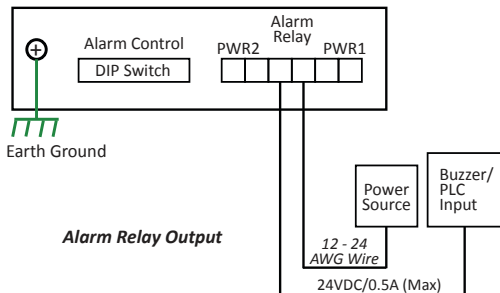 Alarm Control
DIP Switch
Alarm
Relay
PWR2
PWR1
Earth Ground
Power
Source
Buzzer/
PLC
Input
Alarm Relay Output
12 - 24
AWG Wire
24VDC/0.5A (Max)